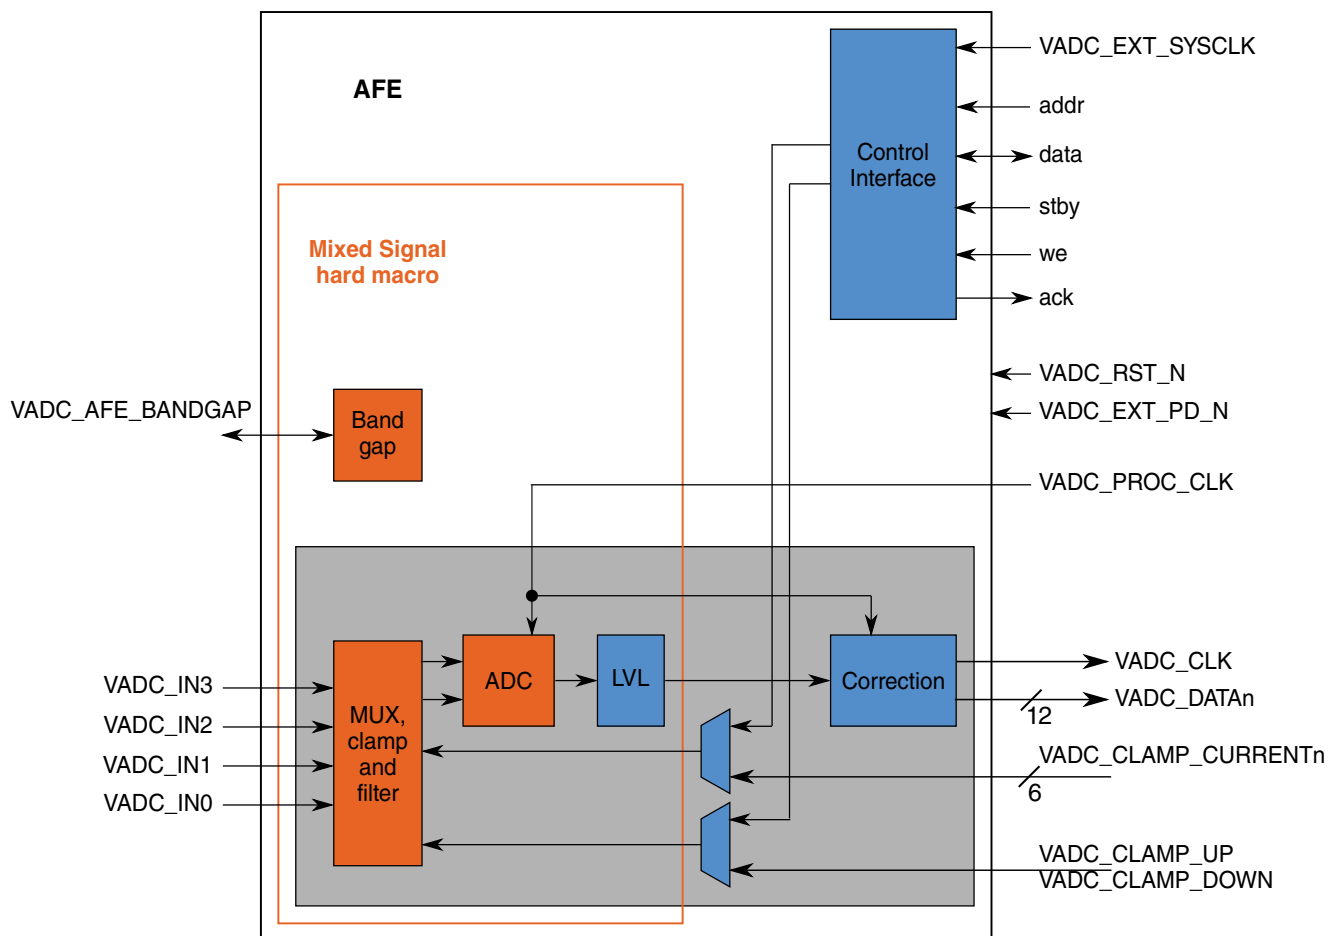 AFE
VADC_EXT_SYSCLK
addr
data
stby
we
ack
Control
Interface
Mixed Signal
hard macro
VADC_RST_N
VADC_EXT_PD_N
VADC_AFE_BANDGAP
Band
gap
VADC_PROC_CLK
VADC_IN3
VADC_IN2
VADC_IN1
VADC_IN0
MUX,
clamp
and
filter
ADC
LVL
Correction
VADC_CLK
VADC_DATAn
12
VADC_CLAMP_CURRENTn
6
VADC_CLAMP_UP
VADC_CLAMP_DOWN